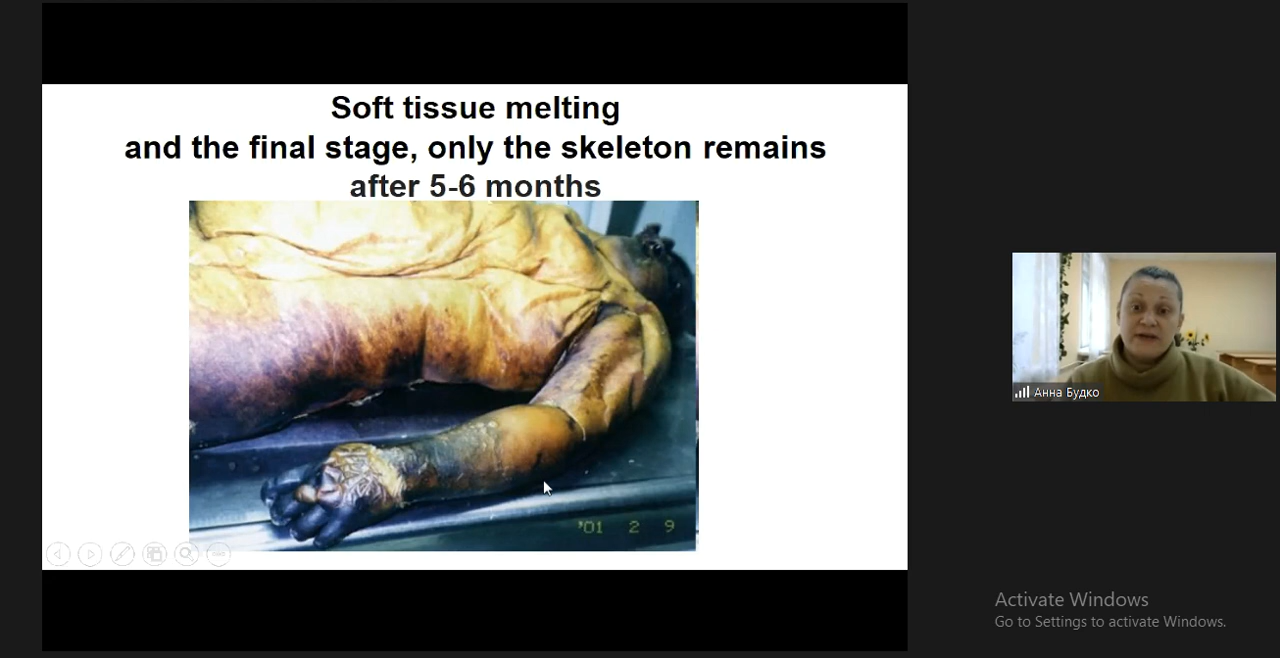 Soft tissue melting
and the final stage, only the skeleton remains
after 5-6 months
'01 2 9
Анна Будко
Activate Windows
Go to Settings to activate Windows.